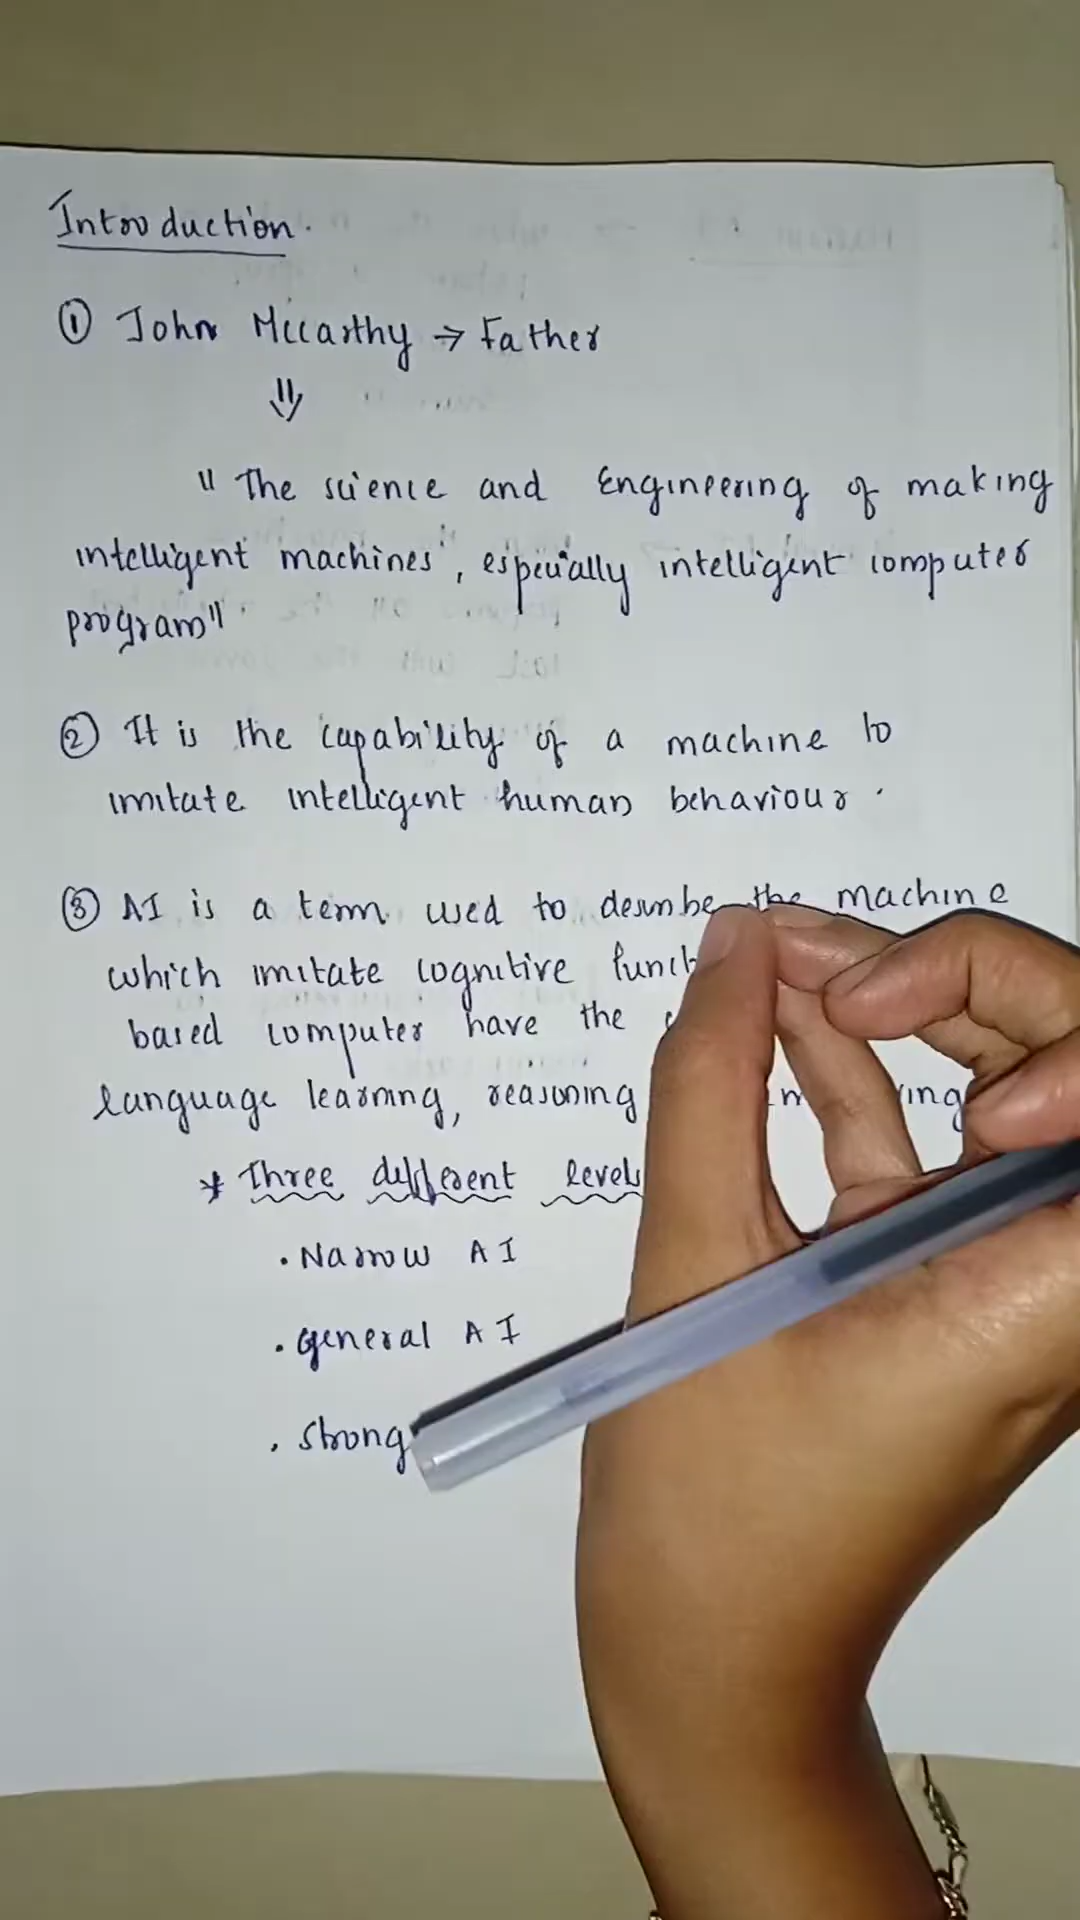 Introduction.
① John Mccarthy → Father
⇓
" The science and Engineering of making
intelligent machines", especially intelligent computer
program".
② It is the capability of a machine to
imitate intelligent human behaviour.
③ AI is a term used to describe the machine
which imitate cognitive
based computer have the
language learning, reasoning
* Three different levels
. Narrow AI
. General AI
. Strong